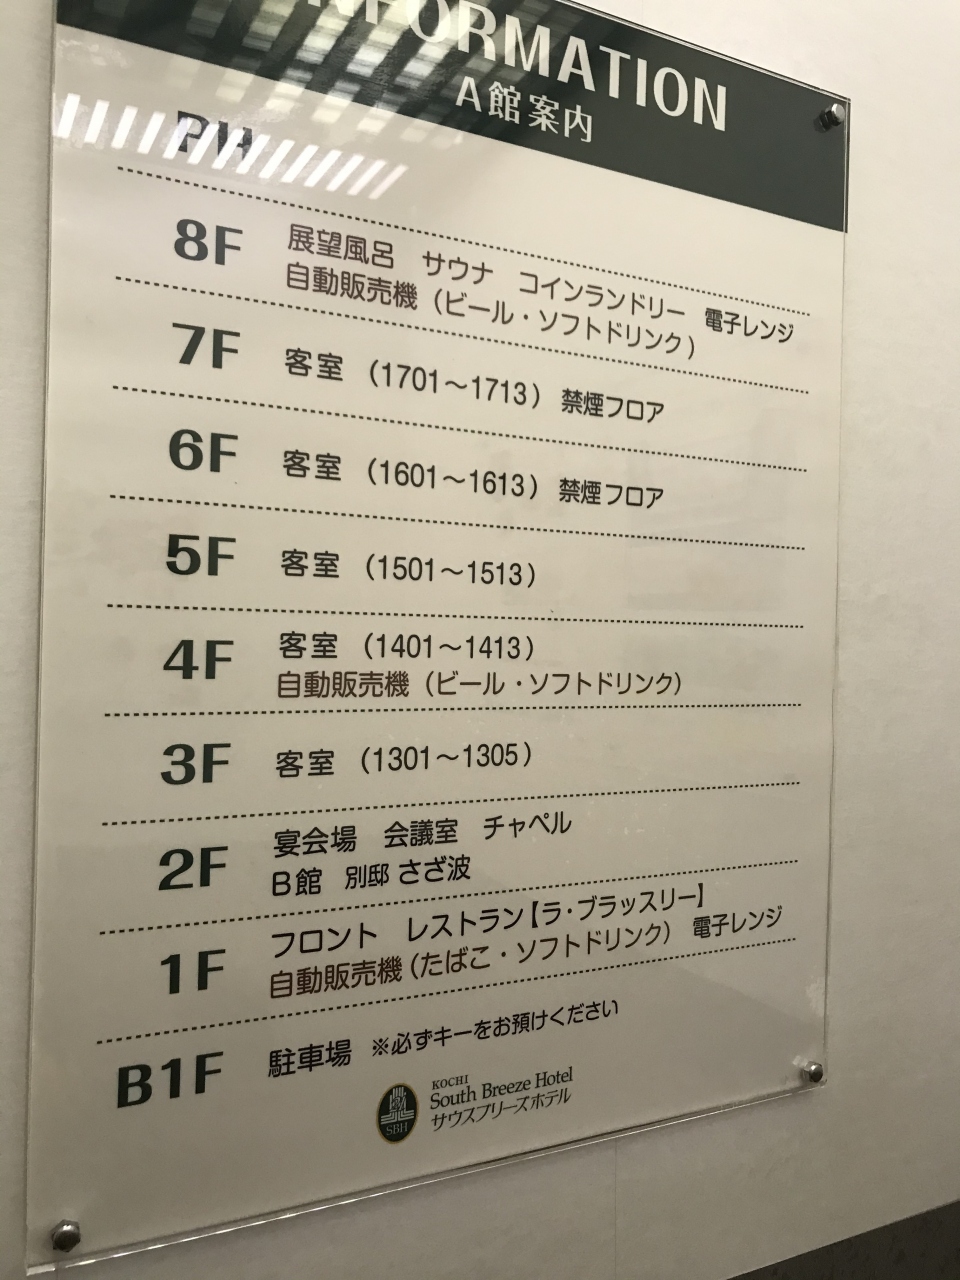 INFORMATION
A館案内
PH
8F 展望風呂 サウナ コインランドリー 電子レンジ
自動販売機（ビール・ソフトドリンク）
7F 客室 （1701～1713） 禁煙フロア
6F 客室 （1601～1613） 禁煙フロア
5F 客室 （1501～1513）
4F 客室 （1401～1413）
自動販売機（ビール・ソフトドリンク）
3F 客室 （1301～1305）
2F 宴会場 会議室 チャペル
B館 別邸 さざ波
1F フロント レストラン【ラ・ブラッスリー】
自動販売機（たばこ・ソフトドリンク） 電子レンジ
B1F 駐車場 ※必ずキーをお預けください
KOCHI
South Breeze Hotel
サウスブリーズホテル
SBH